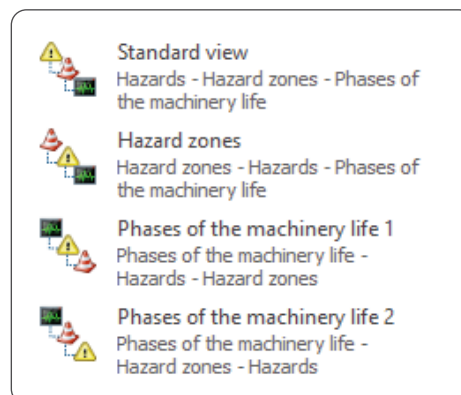 Standard view
Hazards - Hazard zones - Phases of
the machinery life
Hazard zones
Hazard zones - Hazards - Phases of
the machinery life
Phases of the machinery life 1
Phases of the machinery life -
Hazards - Hazard zones
Phases of the machinery life 2
Phases of the machinery life -
Hazard zones - Hazards